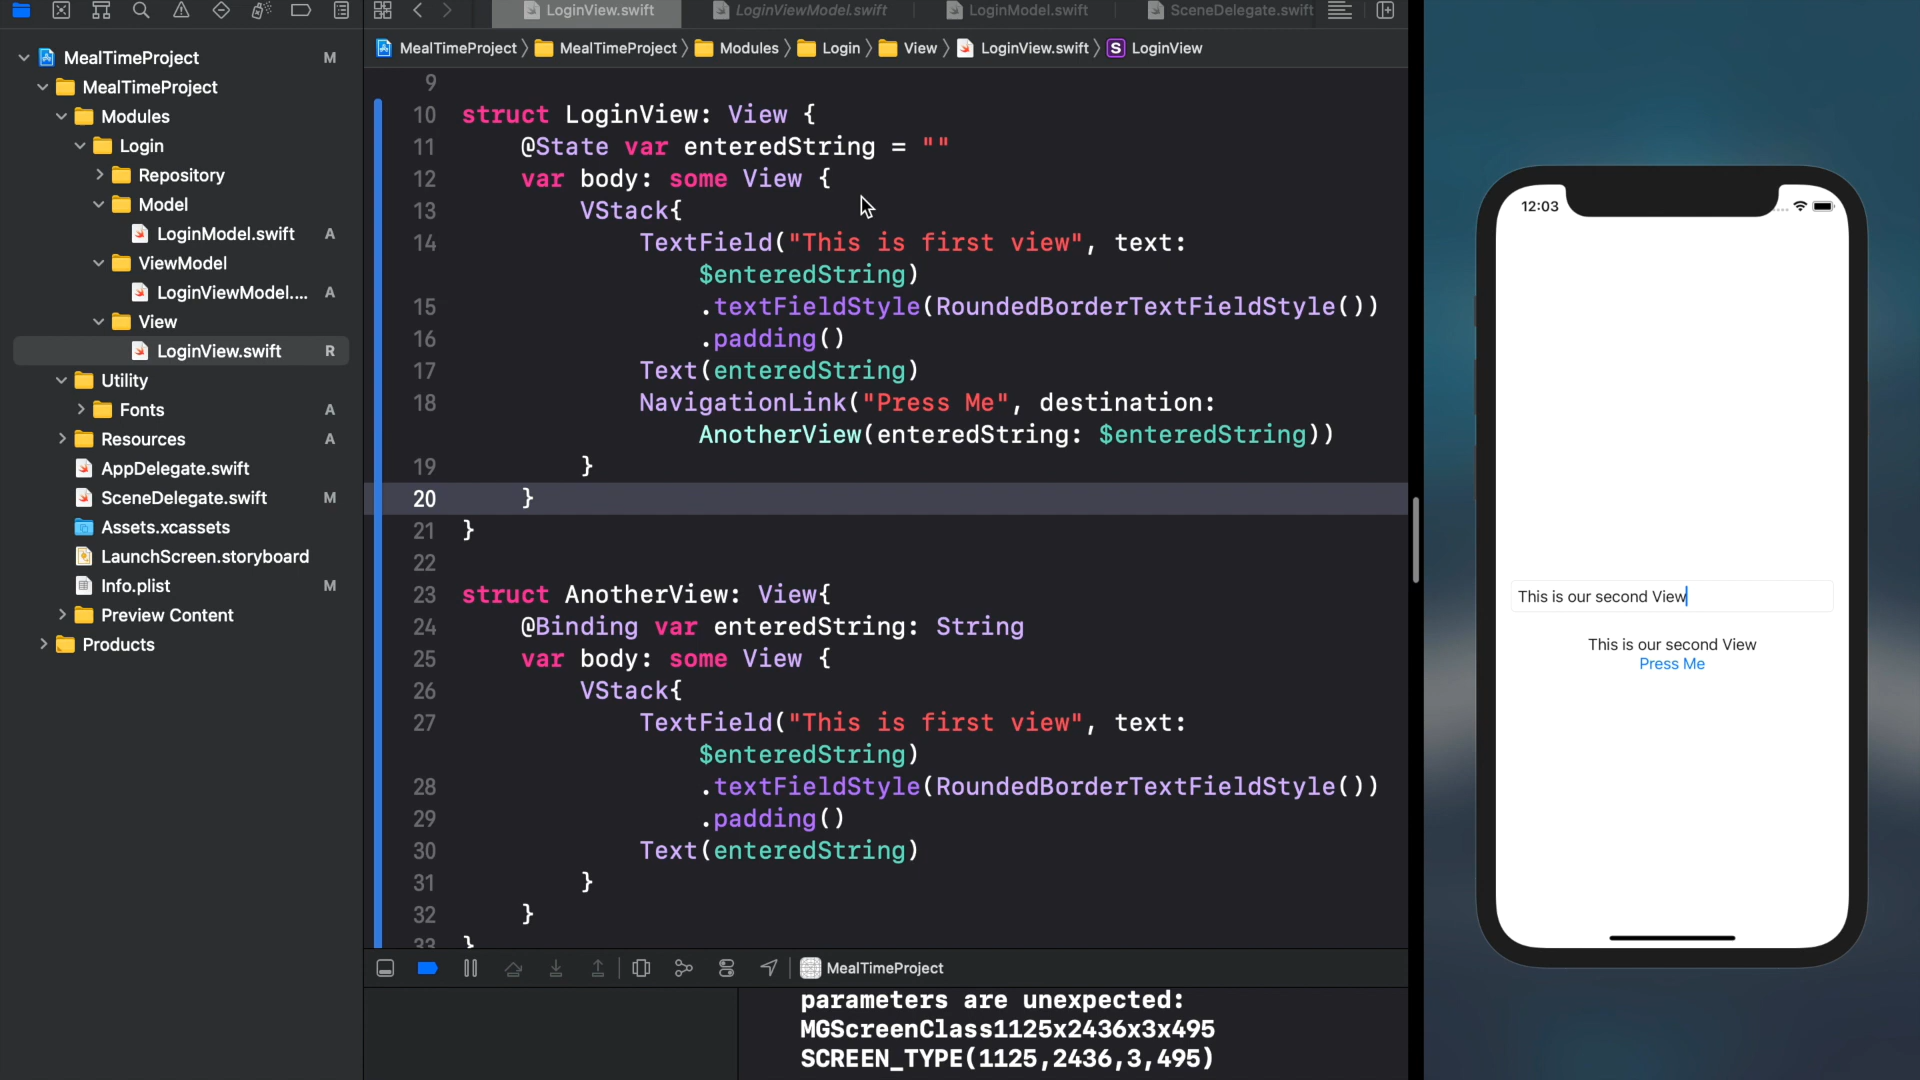 LoginView.swift
LoginViewModel.swift
LoginModel.swift
SceneDelegate.swift
MealTimeProject
MealTimeProject
Modules
Login
View
LoginView.swift
S
LoginView
MealTimeProject M
MealTimeProject
Modules
Login
Repository
Model
LoginModel.swift A
ViewModel
LoginViewModel.... A
View
LoginView.swift R
Utility
Fonts A
Resources A
AppDelegate.swift
SceneDelegate.swift M
Assets.xcassets
LaunchScreen.storyboard
Info.plist M
Preview Content
Products
9
10 struct LoginView: View {
11 @State var enteredString = ""
12 var body: some View {
13 VStack{
14 TextField("This is first view", text:
$enteredString)
15 .textFieldStyle(RoundedBorderTextFieldStyle())
16 .padding()
17 Text(enteredString)
18 NavigationLink("Press Me", destination:
AnotherView(enteredString: $enteredString))
19 }
20 }
21 }
22
23 struct AnotherView: View{
24 @Binding var enteredString: String
25 var body: some View {
26 VStack{
27 TextField("This is first view", text:
$enteredString)
28 .textFieldStyle(RoundedBorderTextFieldStyle())
29 .padding()
30 Text(enteredString)
31 }
32 }
33 }
MealTimeProject
parameters are unexpected:
MGScreenClass1125x2436x3x495
SCREEN_TYPE(1125,2436,3,495)
12:03
This is our second View
This is our second View
Press Me